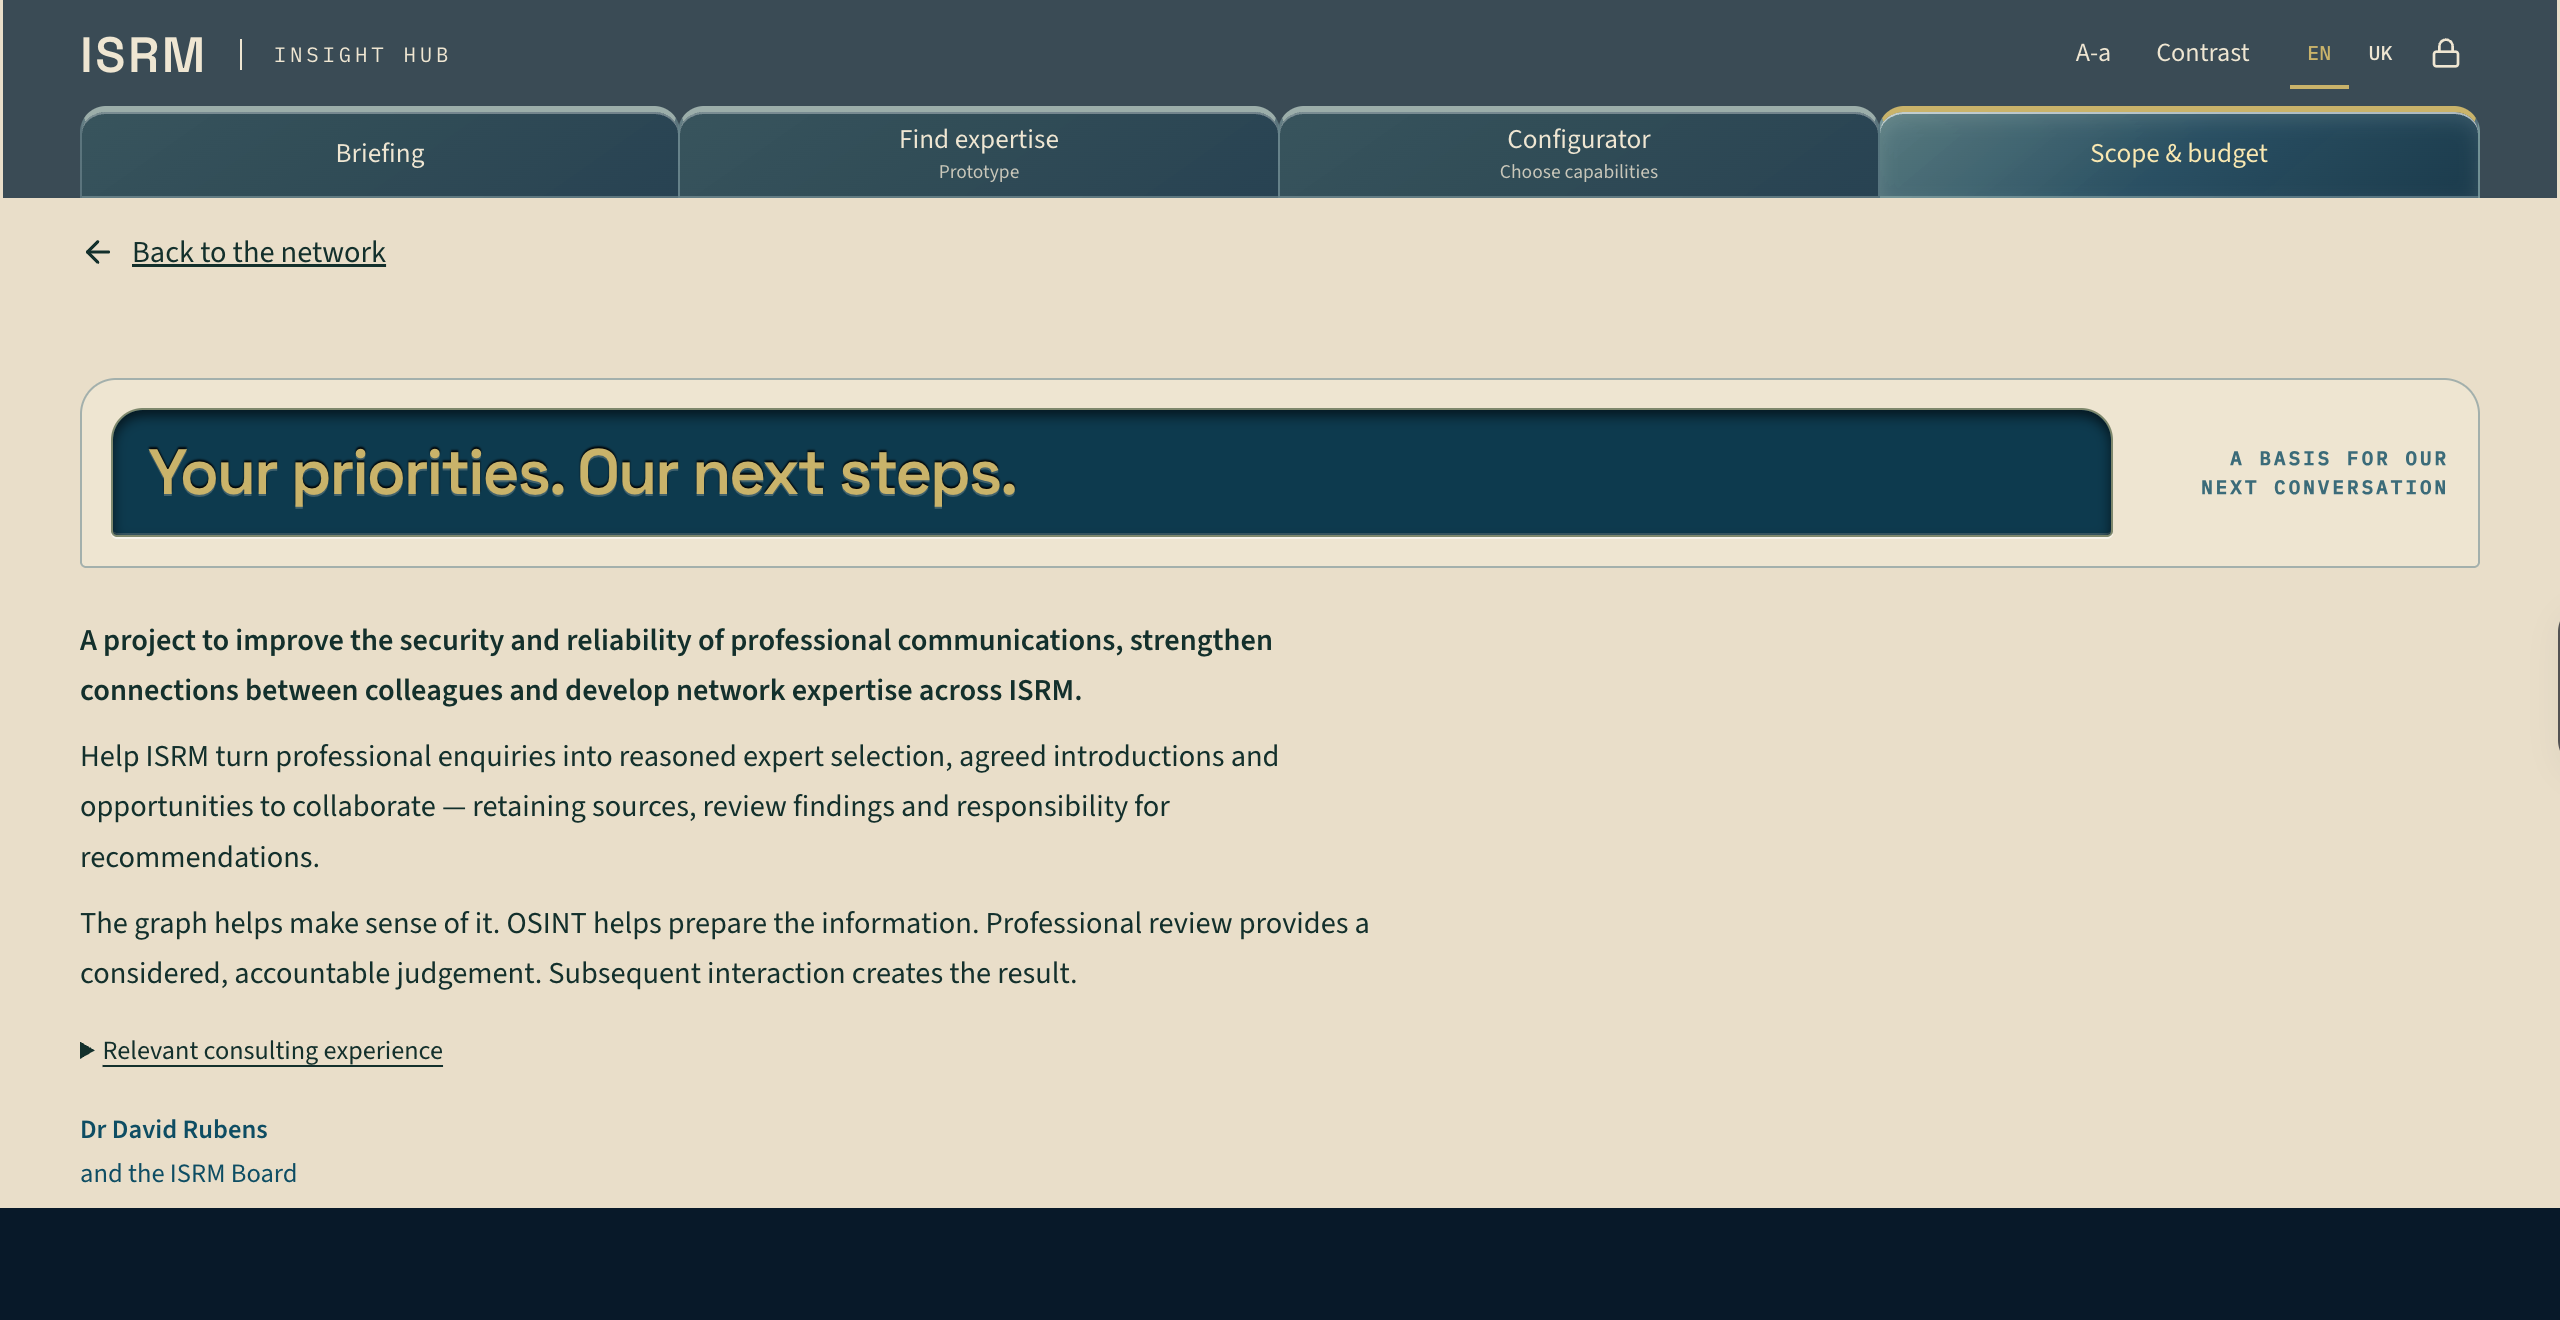 ISRM
INSIGHT HUB
A-a
Contrast
EN
UK
Briefing
Find expertise
Prototype
Configurator
Choose capabilities
Scope & budget
Back to the network
Your priorities. Our next steps.
A BASIS FOR OUR
NEXT CONVERSATION
A project to improve the security and reliability of professional communications, strengthen
connections between colleagues and develop network expertise across ISRM.
Help ISRM turn professional enquiries into reasoned expert selection, agreed introductions and
opportunities to collaborate — retaining sources, review findings and responsibility for
recommendations.
The graph helps make sense of it. OSINT helps prepare the information. Professional review provides a
considered, accountable judgement. Subsequent interaction creates the result.
Relevant consulting experience
Dr David Rubens
and the ISRM Board